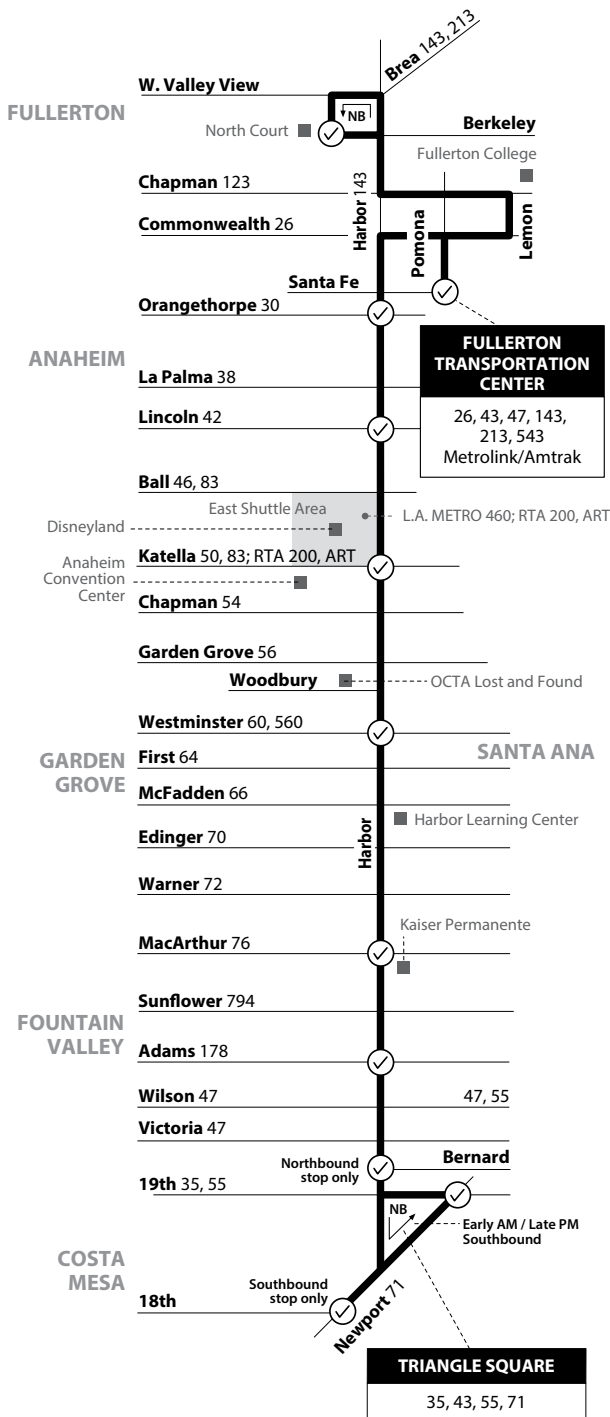 Brea 143, 213
W. Valley View
FULLERTON
NB
North Court
Berkeley
Fullerton College
Chapman 123
Harbor 143
Commonwealth 26
Pomona
Lemon
Santa Fe
Orangethorpe 30
FULLERTON
TRANSPORTATION
CENTER
26, 43, 47, 143,
213, 543
Metrolink/Amtrak
ANAHEIM
La Palma 38
Lincoln 42
Ball 46, 83
East Shuttle Area
L.A. METRO 460; RTA 200, ART
Disneyland
Katella 50, 83; RTA 200, ART
Anaheim
Convention
Center
Chapman 54
Garden Grove 56
Woodbury
OCTA Lost and Found
Westminster 60, 560
SANTA ANA
First 64
GARDEN
GROVE
McFadden 66
Harbor Learning Center
Harbor
Edinger 70
Warner 72
Kaiser Permanente
MacArthur 76
Sunflower 794
FOUNTAIN
VALLEY
Adams 178
Wilson 47
47, 55
Victoria 47
Northbound
stop only
Bernard
19th 35, 55
NB
Early AM / Late PM
Southbound
COSTA
MESA
Southbound
stop only
18th
Newport 71
TRIANGLE SQUARE
35, 43, 55, 71